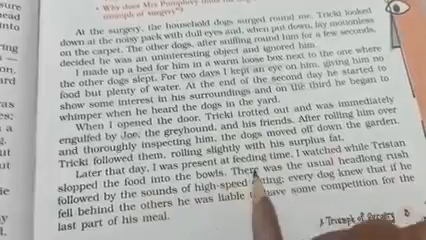 Why does Mrs Pumphrey
triumph of surgery"?
At the surgery, the household dogs surged round me. Tricki looked
down at the noisy pack with dull eyes and, when put down, lay motionless
on the carpet. The other dogs, after sniffing round him for a few seconds,
decided he was an uninteresting object and ignored him.
I made up a bed for him in a warm loose box next to the one where
the other dogs slept. For two days I kept an eye on him, giving him no
food but plenty of water. At the end of the second day he started to
show some interest in his surroundings and on the third he began to
whimper when he heard the dogs in the yard.
When I opened the door, Tricki trotted out and was immediately
engulfed by Joe, the greyhound, and his friends. After rolling him over
and thoroughly inspecting him, the dogs moved off down the garden.
Tricki followed them, rolling slightly with his surplus fat.
Later that day, I was present at feeding time. I watched while Tristan
slopped the food into the bowls. There was the usual headlong rush
followed by the sounds of high-speed eating; every dog knew that if he
fell behind the others he was liable to have some competition for the
last part of his meal.
A Triumph of Surgery